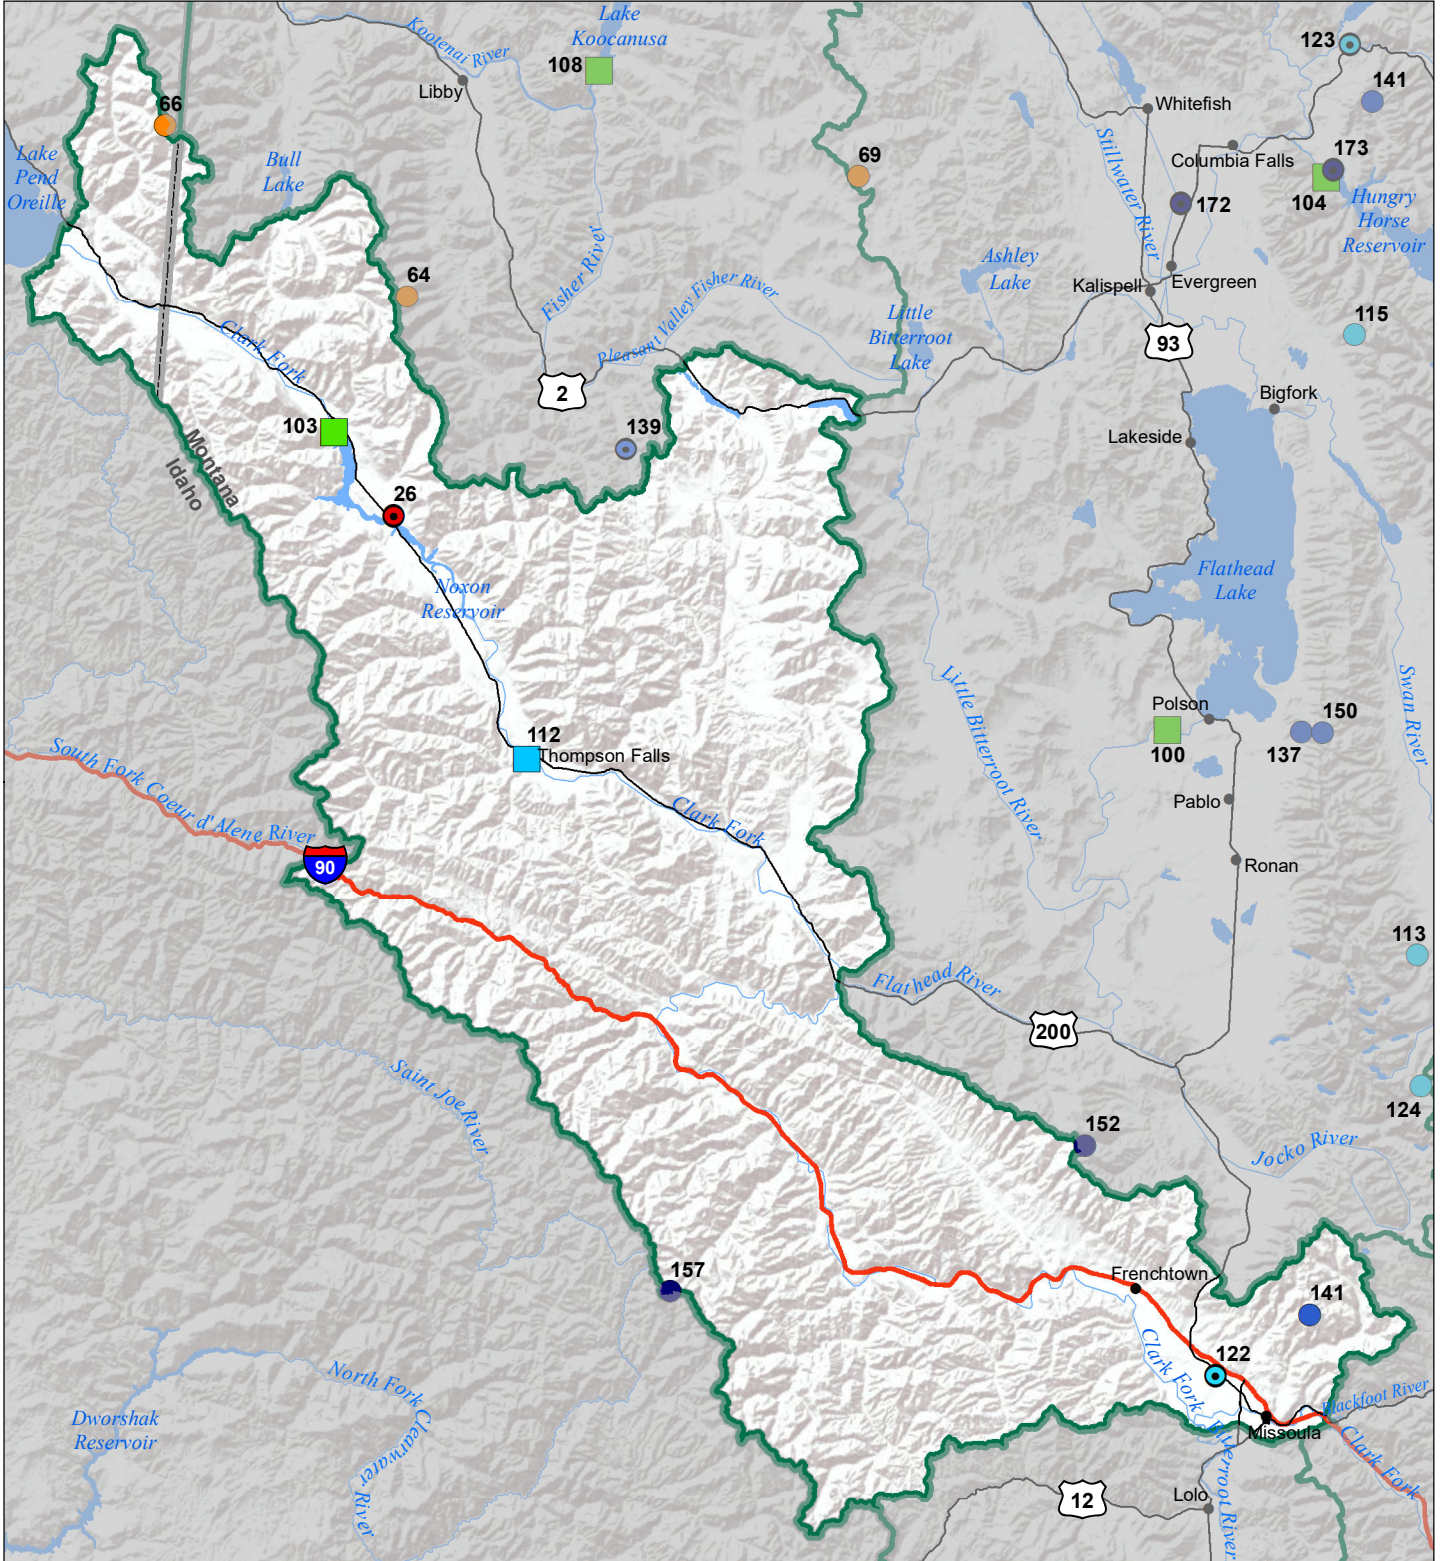 Lake
Koocanusa
Kootenai River
123
108
141
Libby
Whitefish
66
Stillwater River
Lake
Pend
Oreille
Bull
Lake
69
Columbia Falls
173
104
172
Hungry
Horse
Reservoir
Fisher River
Ashley
Lake
64
Pleasant Valley Fisher River
Kalispell
Evergreen
Little
Bitterroot
Lake
115
Clark Fork
93
2
Bigfork
103
139
Lakeside
Montana
Idaho
26
Noxon
Reservoir
Flathead
Lake
Little Bitterroot River
Swan River
Polson
150
112
Thompson Falls
100
137
South Fork Coeur d'Alene River
Pablo
Clark Fork
90
Ronan
113
Flathead River
200
Saint Joe River
124
152
Jocko River
157
Frenchtown
141
122
Clark Fork
North Fork Clearwater River
Blackfoot River
Dworshak
Reservoir
Missoula
Bitterroot River
Clark Fork
12
Lolo